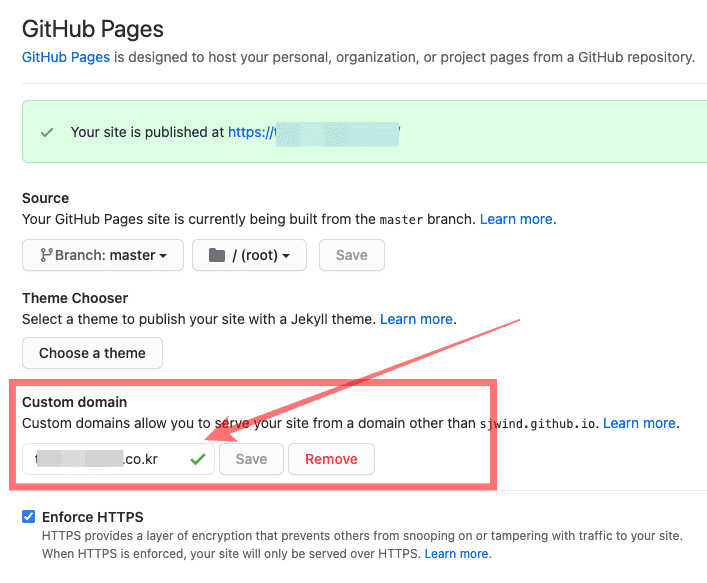 GitHub Pages
GitHub Pages is designed to host your personal, organization, or project pages from a GitHub repository.
Your site is published at https://
Source
Your GitHub Pages site is currently being built from the master branch. Learn more.
Branch: master
/ (root)
Save
Theme Chooser
Select a theme to publish your site with a Jekyll theme. Learn more.
Choose a theme
Custom domain
Custom domains allow you to serve your site from a domain other than sjwind.github.io. Learn more.
.co.kr
Save
Remove
Enforce HTTPS
HTTPS provides a layer of encryption that prevents others from snooping on or tampering with traffic to your site.
When HTTPS is enforced, your site will only be served over HTTPS. Learn more.